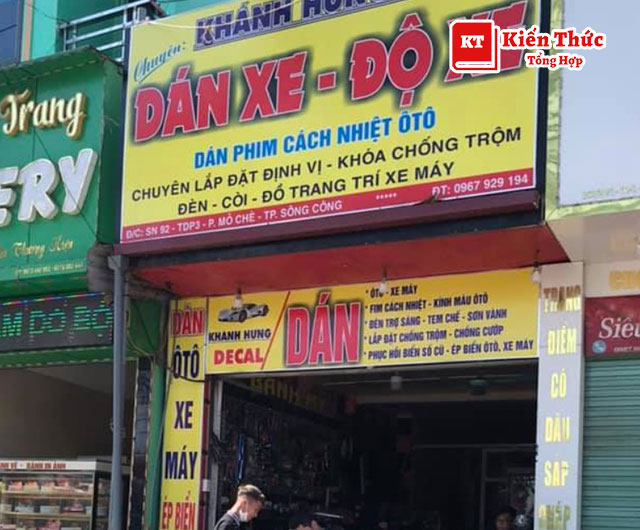 KHÁNH HƯNG
Chuyên:
DÁN XE - ĐỘ XE
DÁN PHIM CÁCH NHIỆT ÔTÔ
CHUYÊN LẮP ĐẶT ĐỊNH VỊ - KHÓA CHỐNG TRỘM
ĐÈN - CÒI - ĐỒ TRANG TRÍ XE MÁY
Đ/C: SN 92 - TDP3 - P. MỎ CHÈ - TP. SÔNG CÔNG
***** ĐT: 0967 929 194
KT Kiến Thức
Tổng Hợp
Trang
ERY
KHANH HUNG
DECAL
DÁN
* ÔTÔ - XE MÁY
* FIM CÁCH NHIỆT - KÍNH MÀU ÔTÔ
* ĐÈN TRỢ SÁNG - TEM CHẾ - SƠN VÀNH
* LẮP ĐẶT CHỐNG TRỘM - CHỐNG CƯỚP
* PHỤC HỒI BIỂN SỐ CŨ - ÉP BIỂN ÔTÔ, XE MÁY
DÁN
ÔTÔ
XE
MÁY
ÉP BIỂN
TRANG
ĐIỂM
CÔ
DÂU
SẤP
Siêu